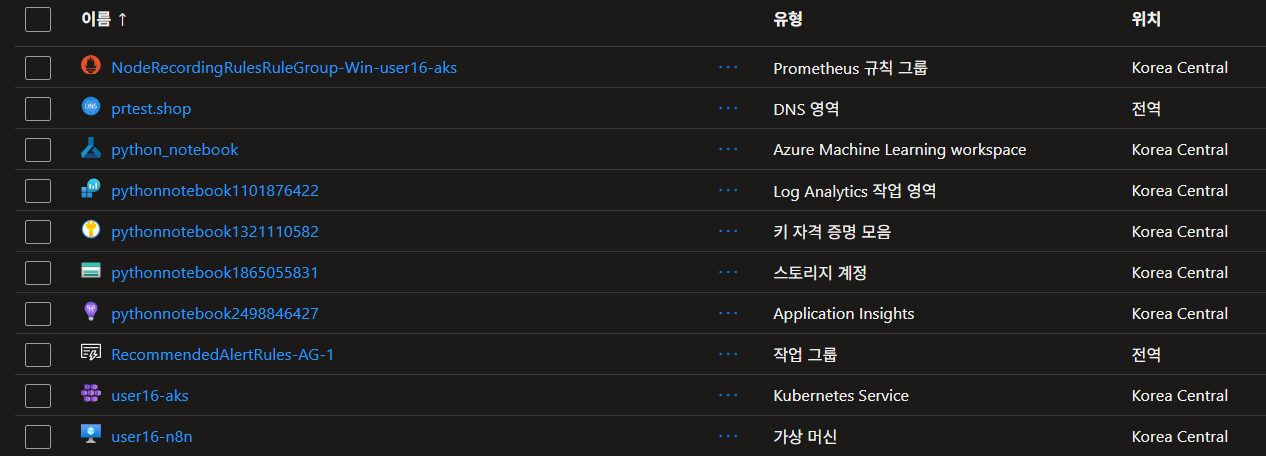 이름 ↑ 유형 위치
NodeRecordingRulesRuleGroup-Win-user16-aks ··· Prometheus 규칙 그룹 Korea Central
DNS prtest.shop ··· DNS 영역 전역
python_notebook ··· Azure Machine Learning workspace Korea Central
pythonnotebook1101876422 ··· Log Analytics 작업 영역 Korea Central
pythonnotebook1321110582 ··· 키 자격 증명 모음 Korea Central
pythonnotebook1865055831 ··· 스토리지 계정 Korea Central
pythonnotebook2498846427 ··· Application Insights Korea Central
RecommendedAlertRules-AG-1 ··· 작업 그룹 전역
user16-aks ··· Kubernetes Service Korea Central
user16-n8n ··· 가상 머신 Korea Central